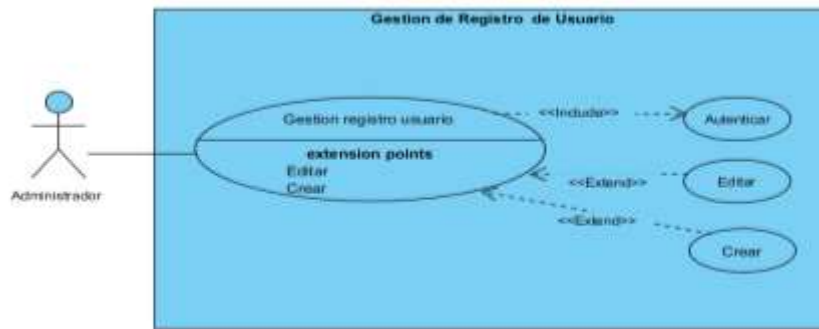 Gestion de Registro de Usuario
Gestion registro usuario
<<Include>>
Autenticar
extension points
Editar
Crear
<<Extend>>
Editar
<<Extend>>
Crear
Administrador